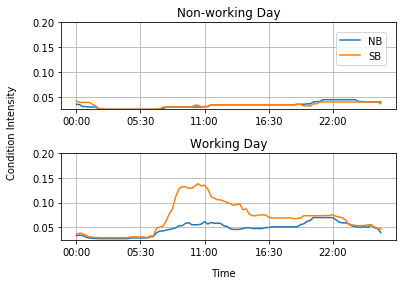 Non-working Day
0.20
0.15
0.10
0.05
NB
SB
00:00 05:30 11:00 16:30 22:00
Condition Intensity
Working Day
0.20
0.15
0.10
0.05
00:00 05:30 11:00 16:30 22:00
Time